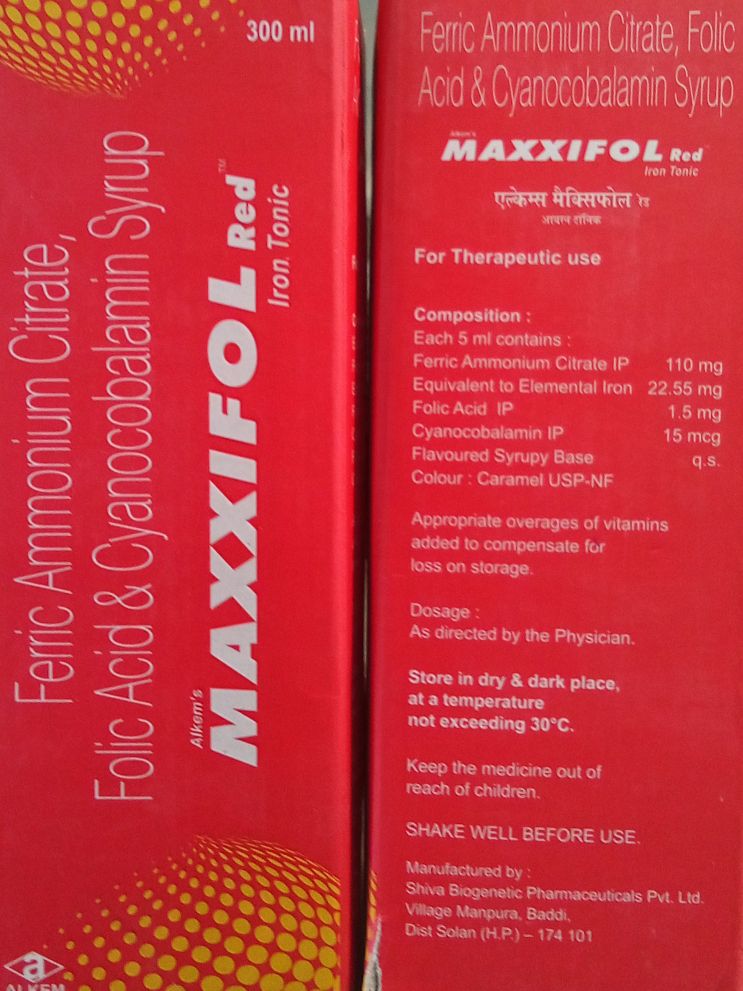 300 ml
Ferric Ammonium Citrate,
Folic Acid & Cyanocobalamin Syrup
Alkem's
MAXXIFOL Red™
Iron Tonic
a
ALKEM
Ferric Ammonium Citrate, Folic
Acid & Cyanocobalamin Syrup
Alkem's
MAXXIFOL Red
Iron Tonic
एल्केम्स मैक्सिफोल रेड
आयरन टॉनिक
For Therapeutic use
Composition :
Each 5 ml contains :
Ferric Ammonium Citrate IP 110 mg
Equivalent to Elemental Iron 22.55 mg
Folic Acid IP 1.5 mg
Cyanocobalamin IP 15 mcg
Flavoured Syrupy Base q.s.
Colour : Caramel USP-NF
Appropriate overages of vitamins
added to compensate for
loss on storage.
Dosage :
As directed by the Physician.
Store in dry & dark place,
at a temperature
not exceeding 30°C.
Keep the medicine out of
reach of children.
SHAKE WELL BEFORE USE.
Manufactured by :
Shiva Biogenetic Pharmaceuticals Pvt. Ltd.
Village Manpura, Baddi,
Dist Solan (H.P.) – 174 101